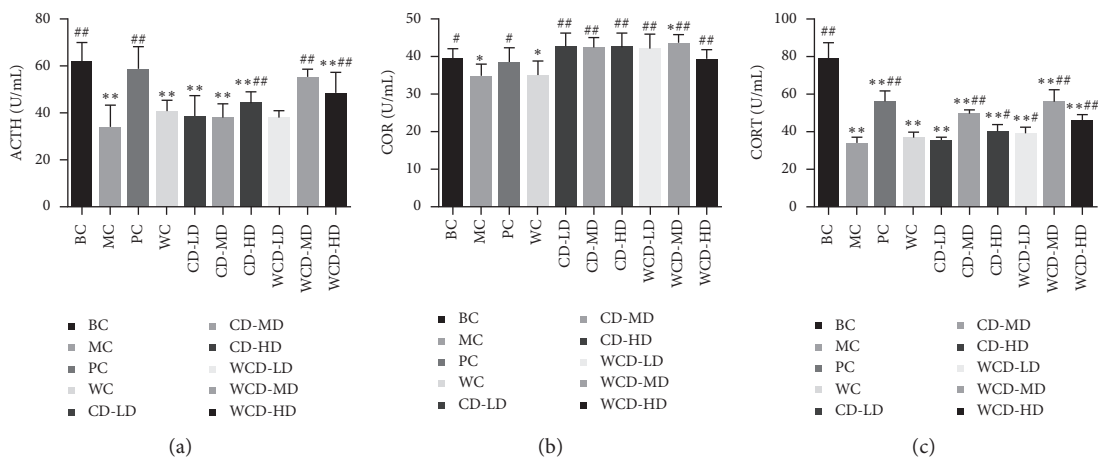 80
60
40
20
0
ACTH (U/mL)
##
**
##
**
**
**
**##
##
**##
BC
MC
PC
WC
CD-LD
CD-MD
CD-HD
WCD-LD
WCD-MD
WCD-HD
BC
MC
PC
WC
CD-LD
CD-MD
CD-HD
WCD-LD
WCD-MD
WCD-HD
(a)
50
40
30
20
10
0
COR (U/mL)
#
*
#
*
##
##
##
##
*##
##
BC
MC
PC
WC
CD-LD
CD-MD
CD-HD
WCD-LD
WCD-MD
WCD-HD
BC
MC
PC
WC
CD-LD
CD-MD
CD-HD
WCD-LD
WCD-MD
WCD-HD
(b)
100
80
60
40
20
0
CORT (U/mL)
##
**
**##
**
**
**##
**#
**#
**##
**##
BC
MC
PC
WC
CD-LD
CD-MD
CD-HD
WCD-LD
WCD-MD
WCD-HD
BC
MC
PC
WC
CD-LD
CD-MD
CD-HD
WCD-LD
WCD-MD
WCD-HD
(c)